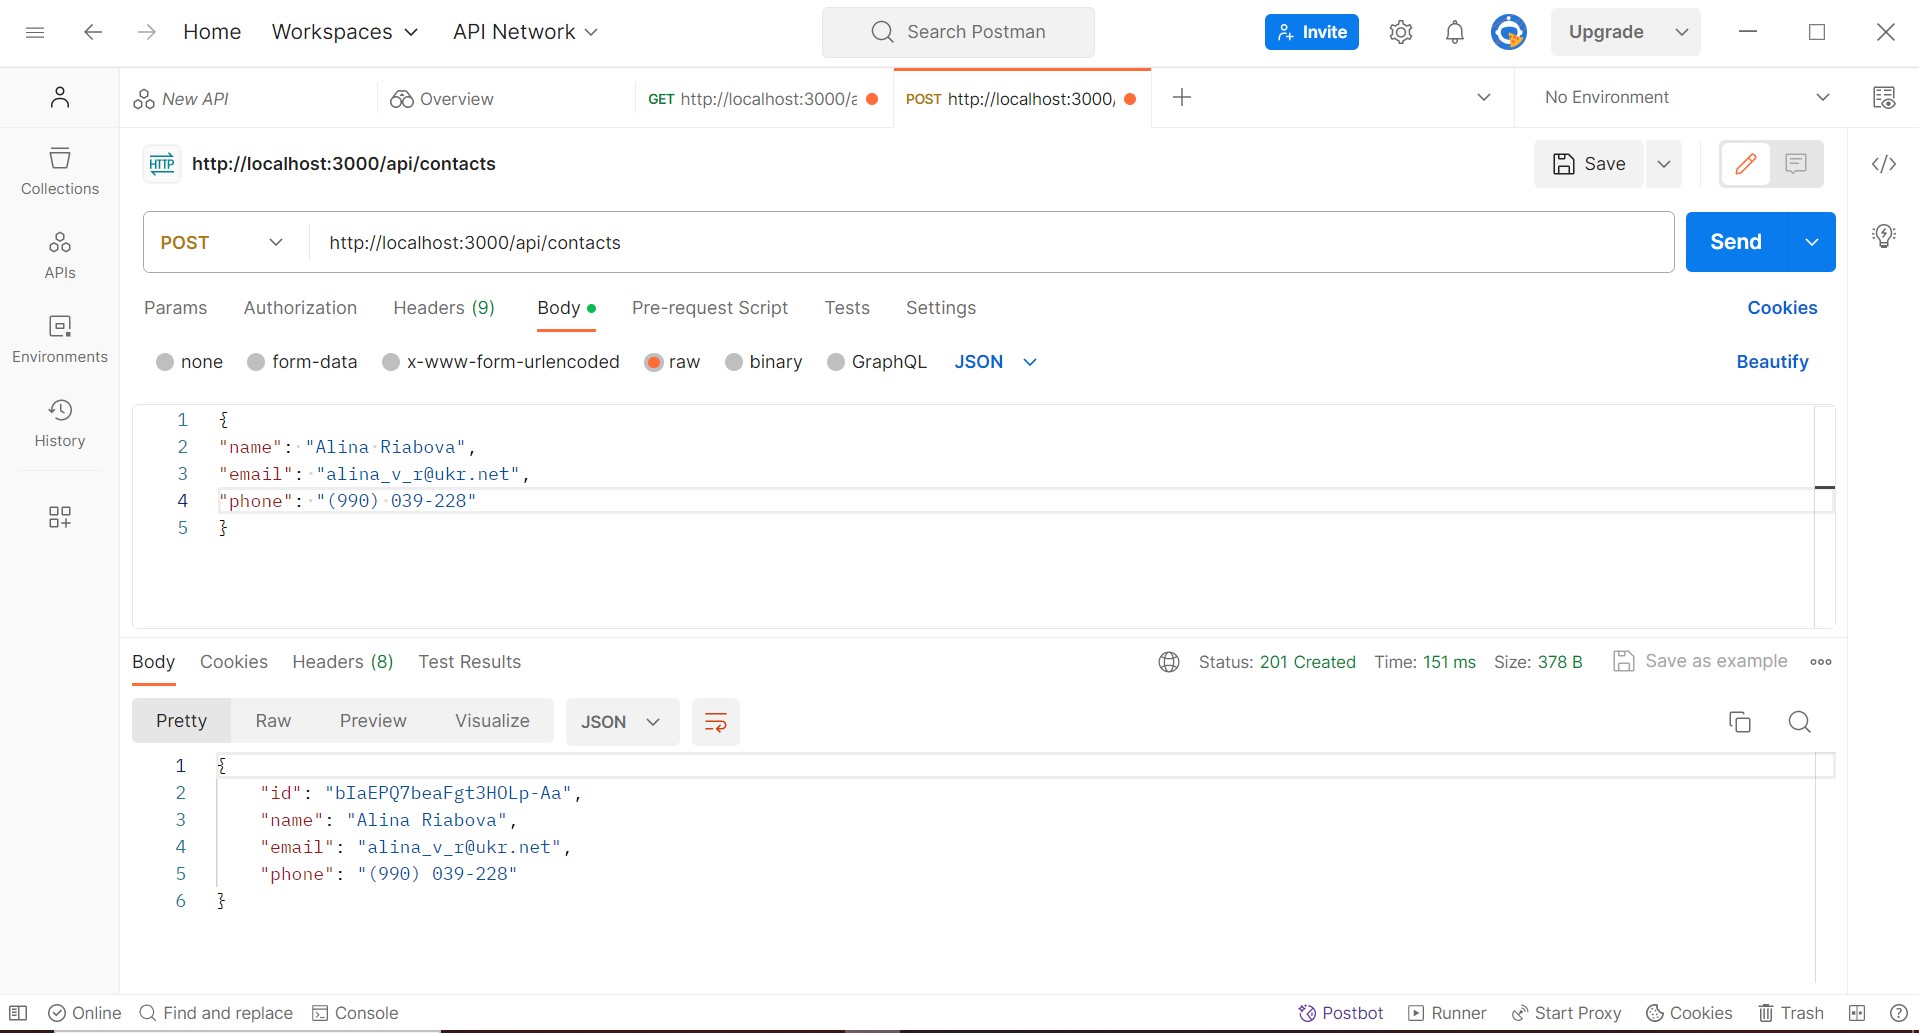 Home Workspaces API Network Search Postman Invite Upgrade
New API Overview GET http://localhost:3000/a POST http://localhost:3000/ No Environment
HTTP http://localhost:3000/api/contacts Save
POST http://localhost:3000/api/contacts Send
Params Authorization Headers (9) Body Pre-request Script Tests Settings Cookies
none form-data x-www-form-urlencoded raw binary GraphQL JSON Beautify
1 {
2 "name": "Alina Riabova",
3 "email": "alina_v_r@ukr.net",
4 "phone": "(990) 039-228"
5 }
Collections
APIs
Environments
History
Body Cookies Headers (8) Test Results Status: 201 Created Time: 151 ms Size: 378 B Save as example
Pretty Raw Preview Visualize JSON
1 {
2 "id": "bIaEPQ7beaFgt3HOLp-Aa",
3 "name": "Alina Riabova",
4 "email": "alina_v_r@ukr.net",
5 "phone": "(990) 039-228"
6 }
Online Find and replace Console Postbot Runner Start Proxy Cookies Trash